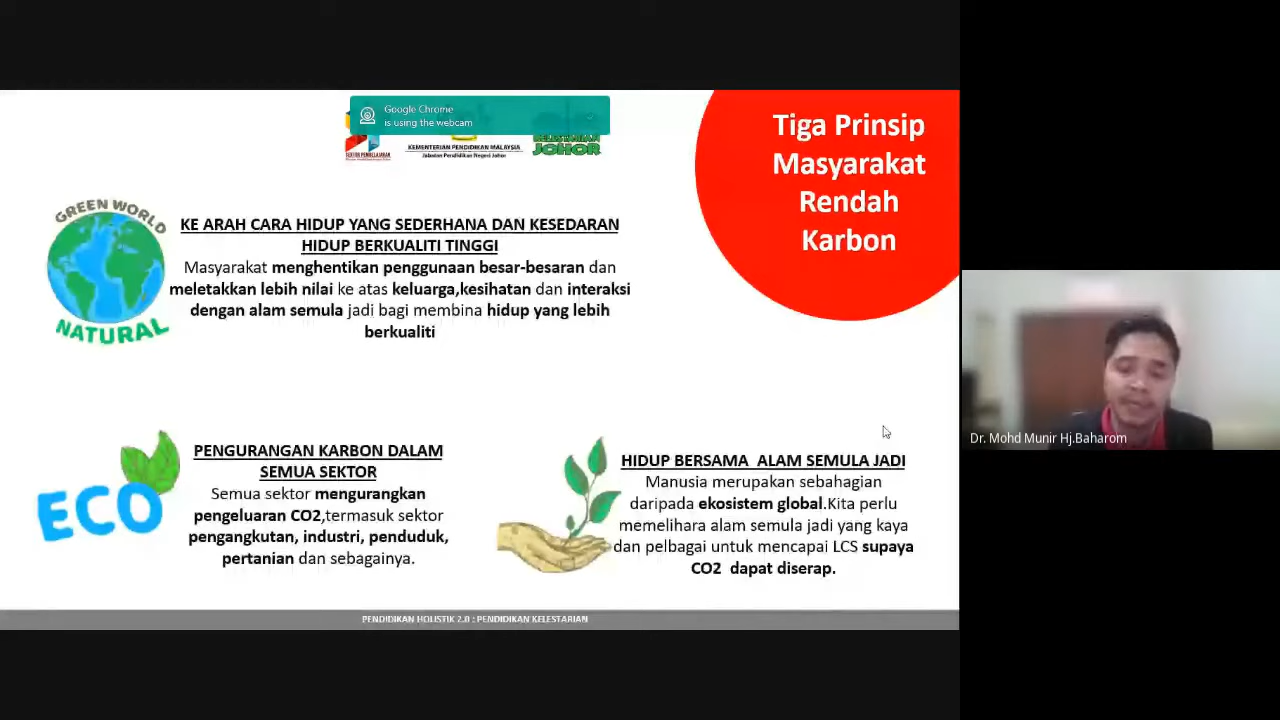 Google Chrome
is using the webcam
KEMENTERIAN PENDIDIKAN MALAYSIA
Jabatan Pendidikan Negeri Johor
JOHOR
Tiga Prinsip
Masyarakat
Rendah
Karbon
GREEN WORLD
NATURAL
KE ARAH CARA HIDUP YANG SEDERHANA DAN KESEDARAN
HIDUP BERKUALITI TINGGI
Masyarakat menghentikan penggunaan besar-besaran dan
meletakkan lebih nilai ke atas keluarga,kesihatan dan interaksi
dengan alam semula jadi bagi membina hidup yang lebih
berkualiti
ECO
PENGURANGAN KARBON DALAM
SEMUA SEKTOR
Semua sektor mengurangkan
pengeluaran CO2,termasuk sektor
pengangkutan, industri, penduduk,
pertanian dan sebagainya.
HIDUP BERSAMA ALAM SEMULA JADI
Manusia merupakan sebahagian
daripada ekosistem global.Kita perlu
memelihara alam semula jadi yang kaya
dan pelbagai untuk mencapai LCS supaya
CO2 dapat diserap.
Dr. Mohd Munir Hj.Baharom
PENDIDIKAN HOLISTIK 2.0 : PENDIDIKAN KELESTARIAN